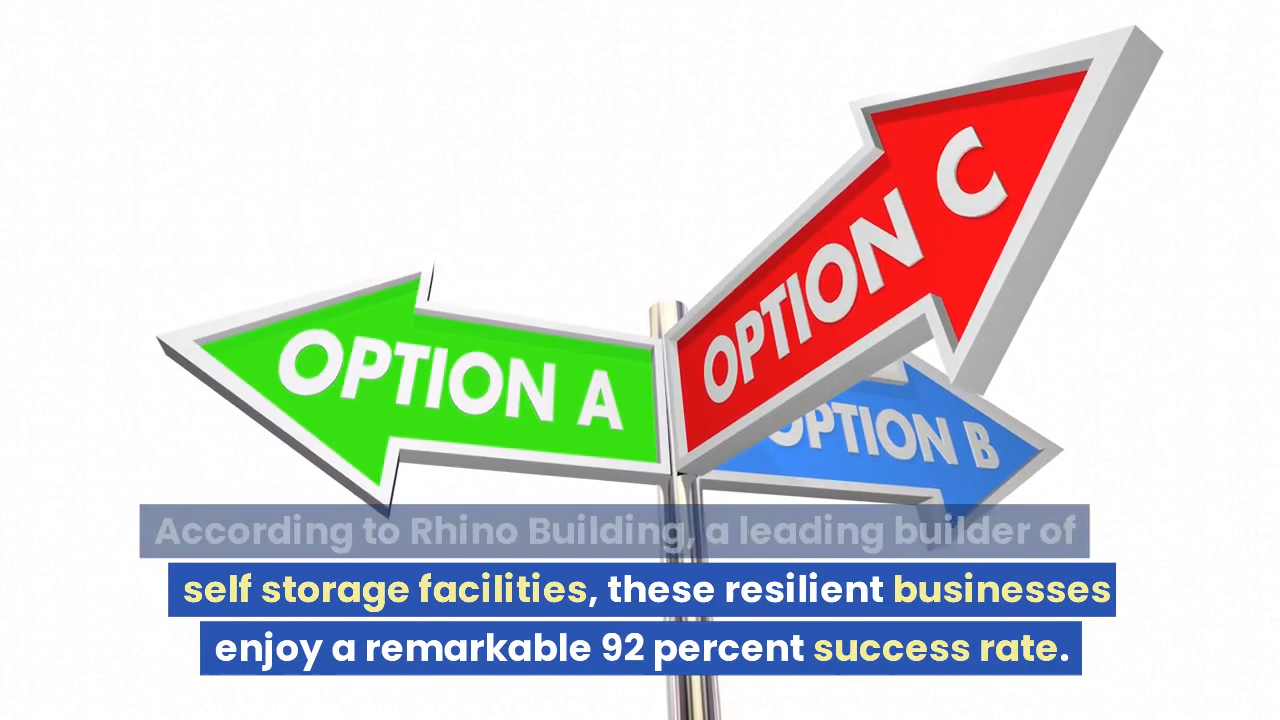 OPTION C
OPTION A
OPTION B
According to Rhino Building, a leading builder of
self storage facilities, these resilient businesses
enjoy a remarkable 92 percent success rate.